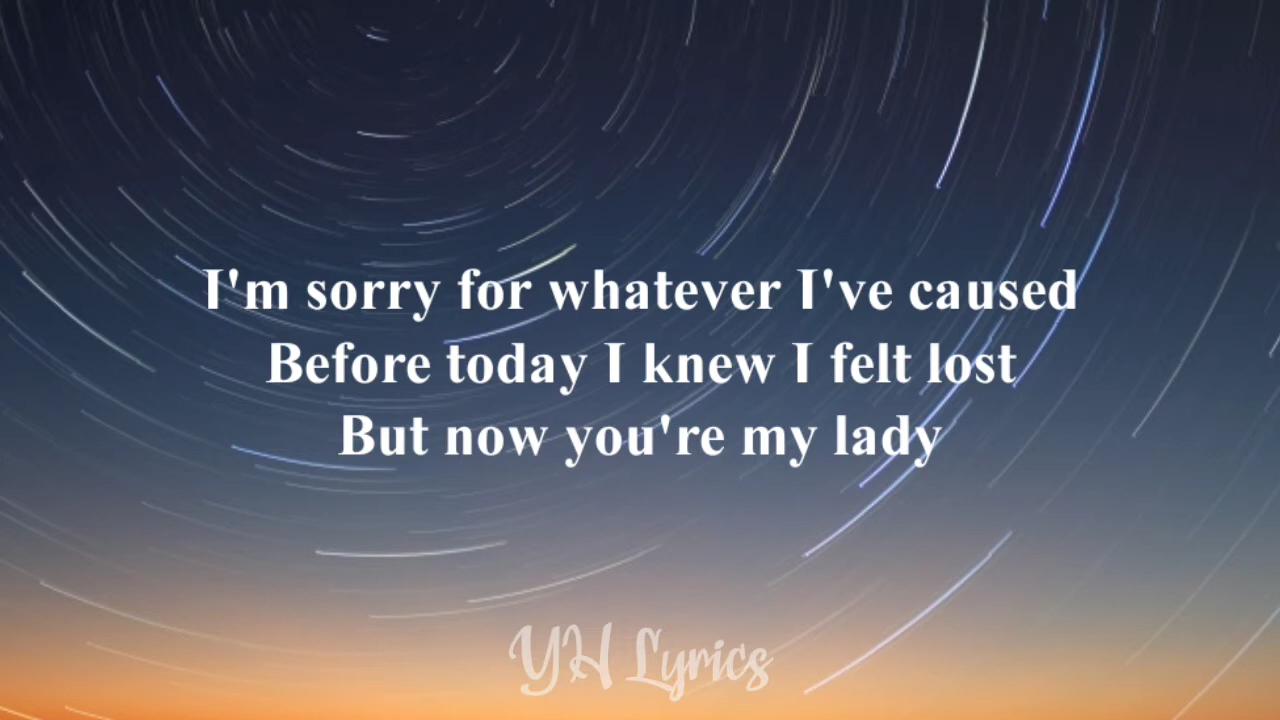 I'm sorry for whatever I've caused
Before today I knew I felt lost
But now you're my lady
YH Lyrics